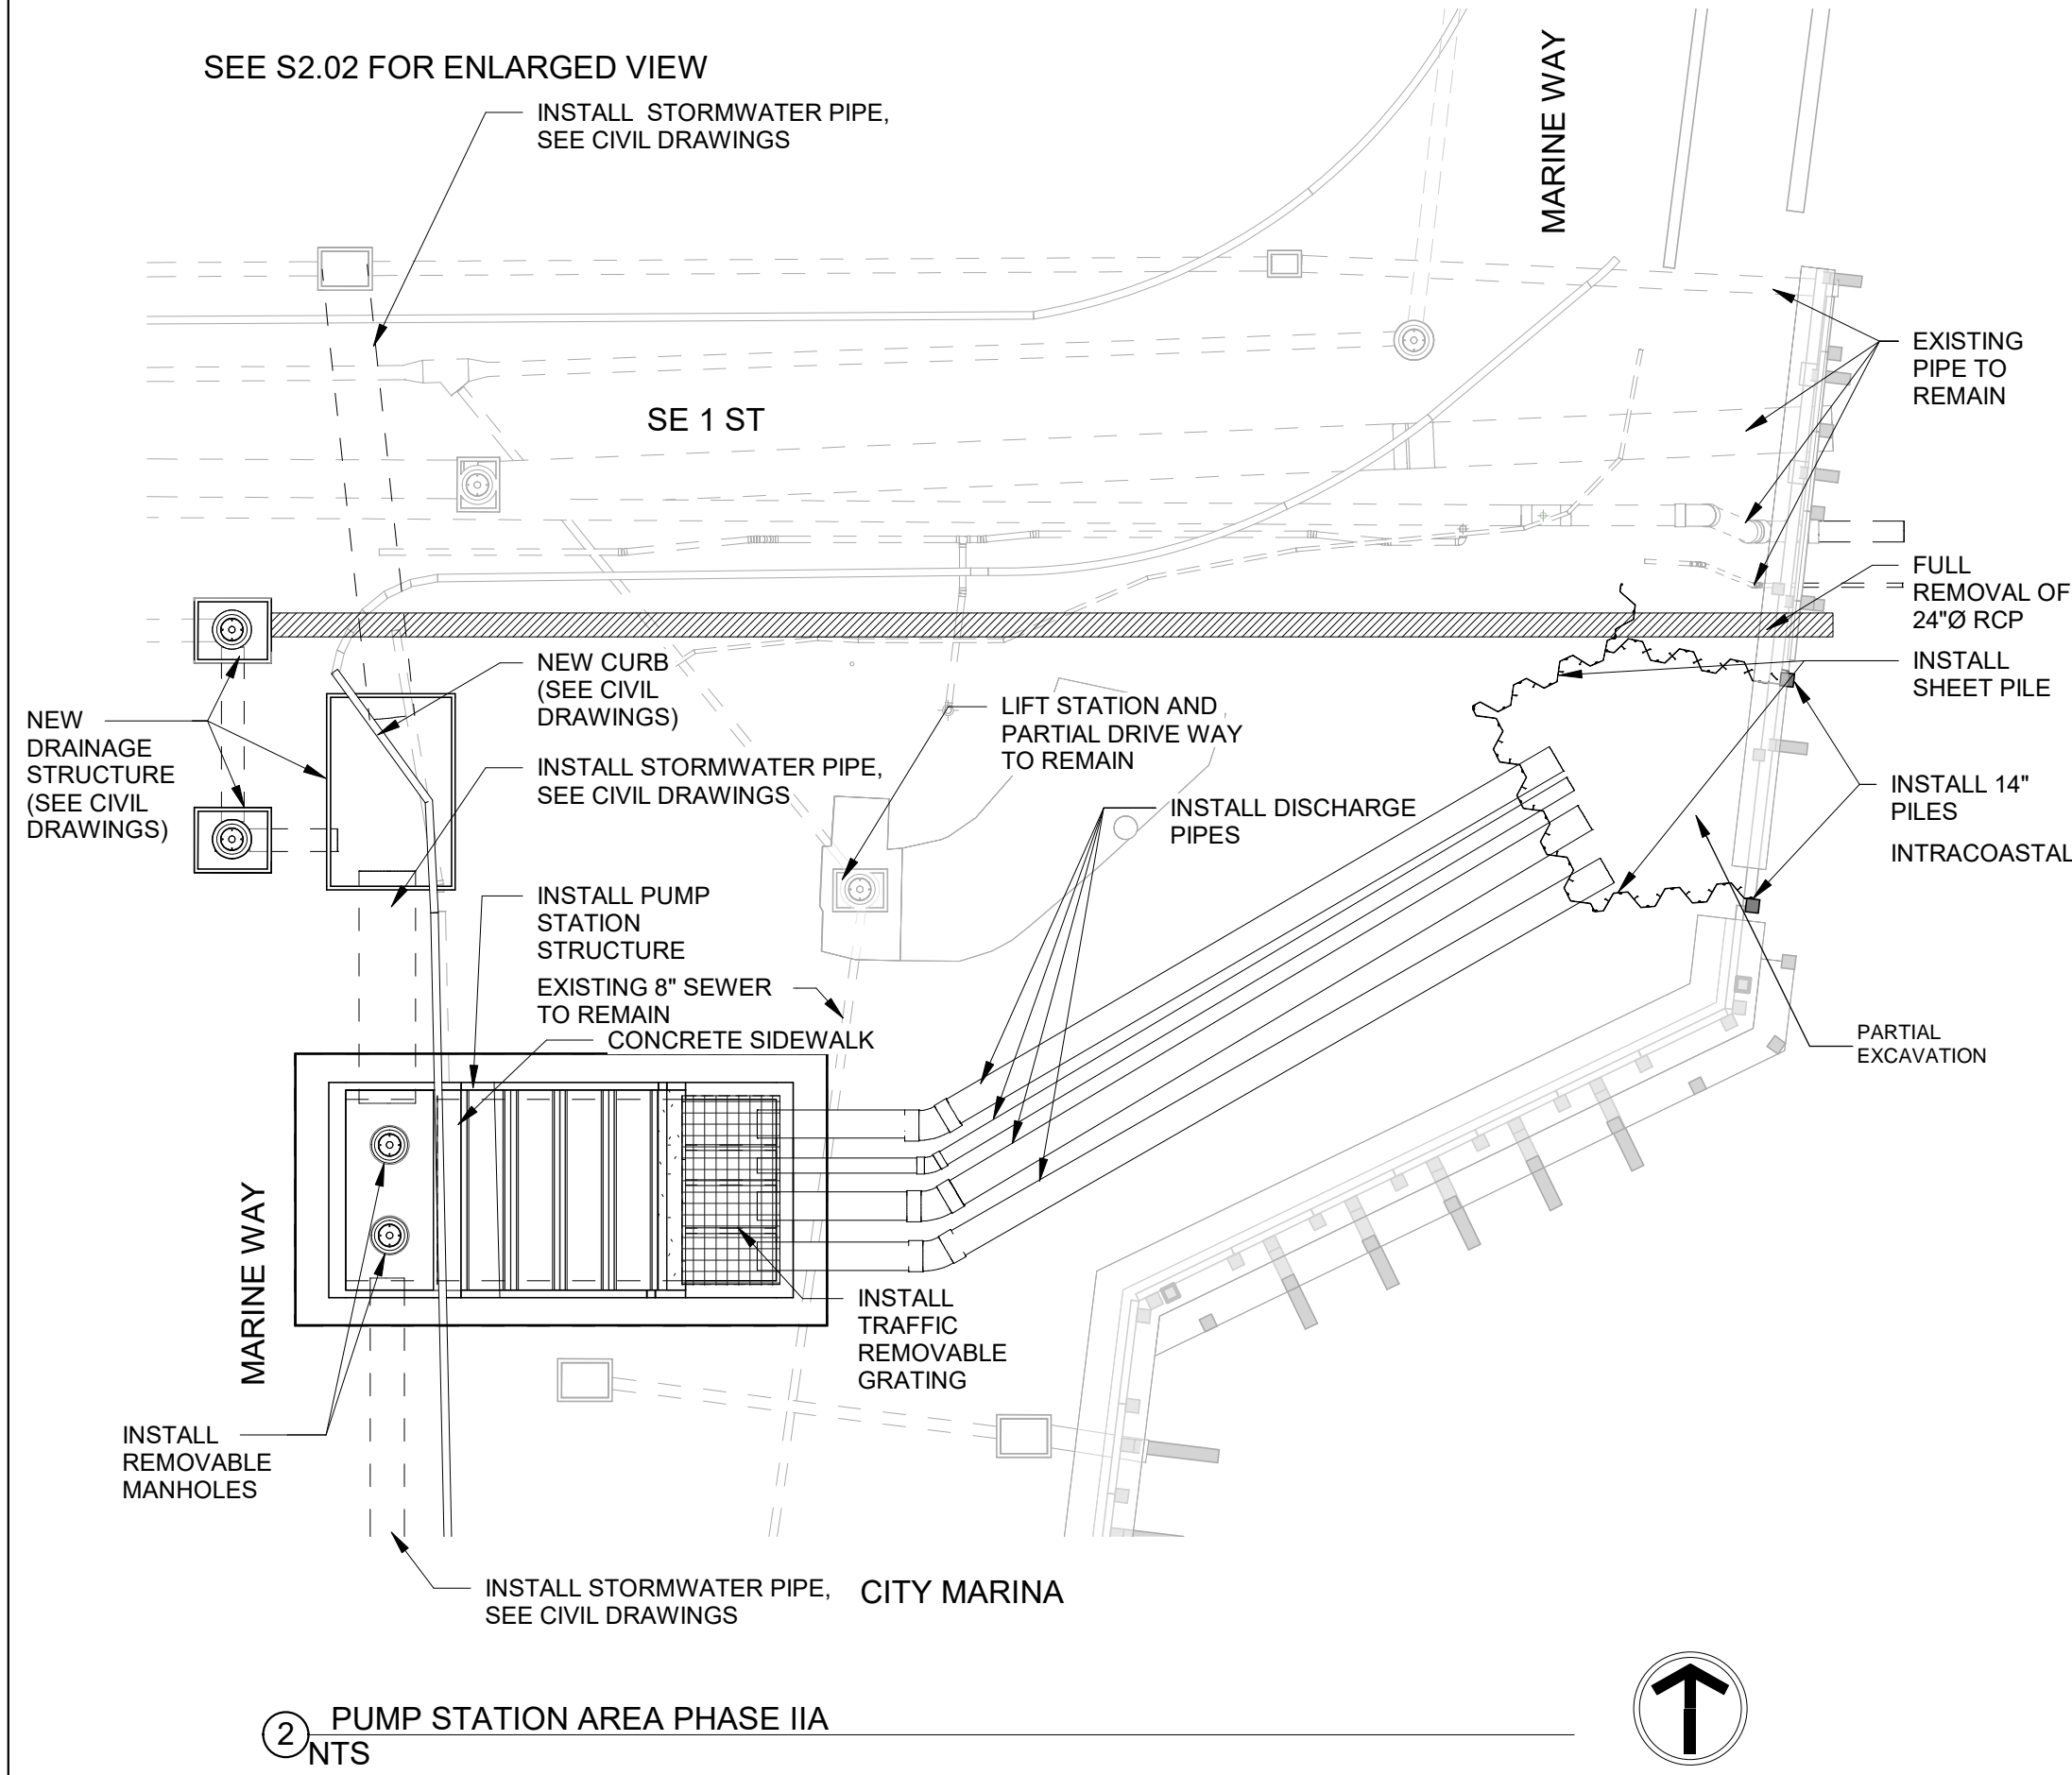 SEE S2.02 FOR ENLARGED VIEW
INSTALL STORMWATER PIPE,
SEE CIVIL DRAWINGS
MARINE WAY
SE 1 ST
EXISTING
PIPE TO
REMAIN
FULL
REMOVAL OF
24"Ø RCP
INSTALL
SHEET PILE
NEW CURB
(SEE CIVIL
DRAWINGS)
NEW
DRAINAGE
STRUCTURE
(SEE CIVIL
DRAWINGS)
LIFT STATION AND
PARTIAL DRIVE WAY
TO REMAIN
INSTALL STORMWATER PIPE,
SEE CIVIL DRAWINGS
INSTALL DISCHARGE
PIPES
INSTALL 14"
PILES
INTRACOASTAL
INSTALL PUMP
STATION
STRUCTURE
EXISTING 8" SEWER
TO REMAIN
CONCRETE SIDEWALK
PARTIAL
EXCAVATION
MARINE WAY
INSTALL
TRAFFIC
REMOVABLE
GRATING
INSTALL
REMOVABLE
MANHOLES
INSTALL STORMWATER PIPE,
SEE CIVIL DRAWINGS
CITY MARINA
2 PUMP STATION AREA PHASE IIA
NTS